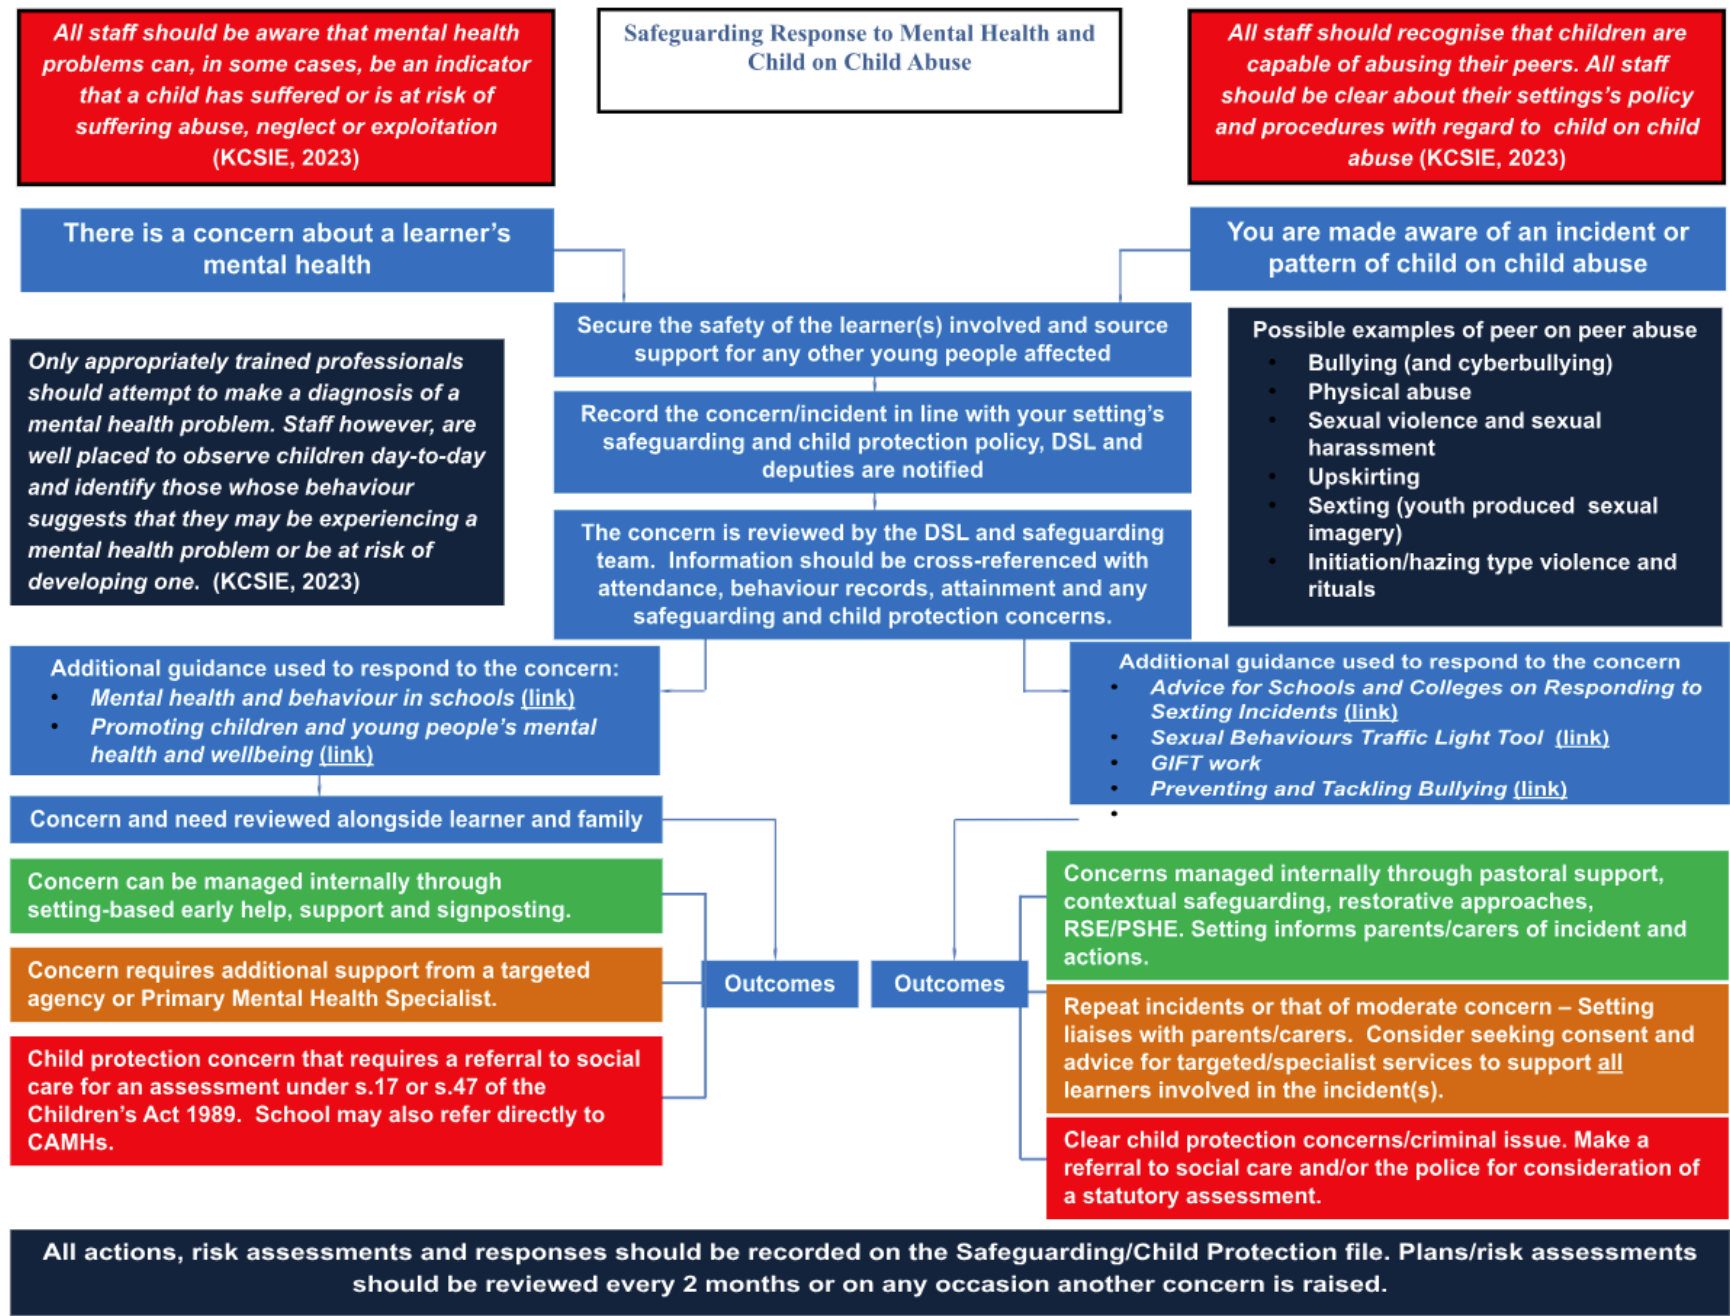 All staff should be aware that mental health
problems can, in some cases, be an indicator
that a child has suffered or is at risk of
suffering abuse, neglect or exploitation
(KCSIE, 2023)
Safeguarding Response to Mental Health and
Child on Child Abuse
All staff should recognise that children are
capable of abusing their peers. All staff
should be clear about their settings's policy
and procedures with regard to  child on child
abuse (KCSIE, 2023)
There is a concern about a learner's
mental health
You are made aware of an incident or
pattern of child on child abuse
Secure the safety of the learner(s) involved and source
support for any other young people affected
Only appropriately trained professionals
should attempt to make a diagnosis of a
mental health problem. Staff however, are
well placed to observe children day-to-day
and identify those whose behaviour
suggests that they may be experiencing a
mental health problem or be at risk of
developing one.  (KCSIE, 2023)
Record the concern/incident in line with your setting's
safeguarding and child protection policy, DSL and
deputies are notified
Possible examples of peer on peer abuse
• Bullying (and cyberbullying)
• Physical abuse
• Sexual violence and sexual
harassment
• Upskirting
• Sexting (youth produced  sexual
imagery)
• Initiation/hazing type violence and
rituals
The concern is reviewed by the DSL and safeguarding
team.  Information should be cross-referenced with
attendance, behaviour records, attainment and any
safeguarding and child protection concerns.
Additional guidance used to respond to the concern:
• Mental health and behaviour in schools (link)
• Promoting children and young people's mental
health and wellbeing (link)
Additional guidance used to respond to the concern
• Advice for Schools and Colleges on Responding to
Sexting Incidents (link)
• Sexual Behaviours Traffic Light Tool  (link)
• GIFT work
• Preventing and Tackling Bullying (link)
•
Concern and need reviewed alongside learner and family
Concern can be managed internally through
setting-based early help, support and signposting.
Concern requires additional support from a targeted
agency or Primary Mental Health Specialist.
Child protection concern that requires a referral to social
care for an assessment under s.17 or s.47 of the
Children's Act 1989.  School may also refer directly to
CAMHs.
Outcomes
Outcomes
Concerns managed internally through pastoral support,
contextual safeguarding, restorative approaches,
RSE/PSHE. Setting informs parents/carers of incident and
actions.
Repeat incidents or that of moderate concern – Setting
liaises with parents/carers.  Consider seeking consent and
advice for targeted/specialist services to support all
learners involved in the incident(s).
Clear child protection concerns/criminal issue. Make a
referral to social care and/or the police for consideration of
a statutory assessment.
All actions, risk assessments and responses should be recorded on the Safeguarding/Child Protection file. Plans/risk assessments
should be reviewed every 2 months or on any occasion another concern is raised.